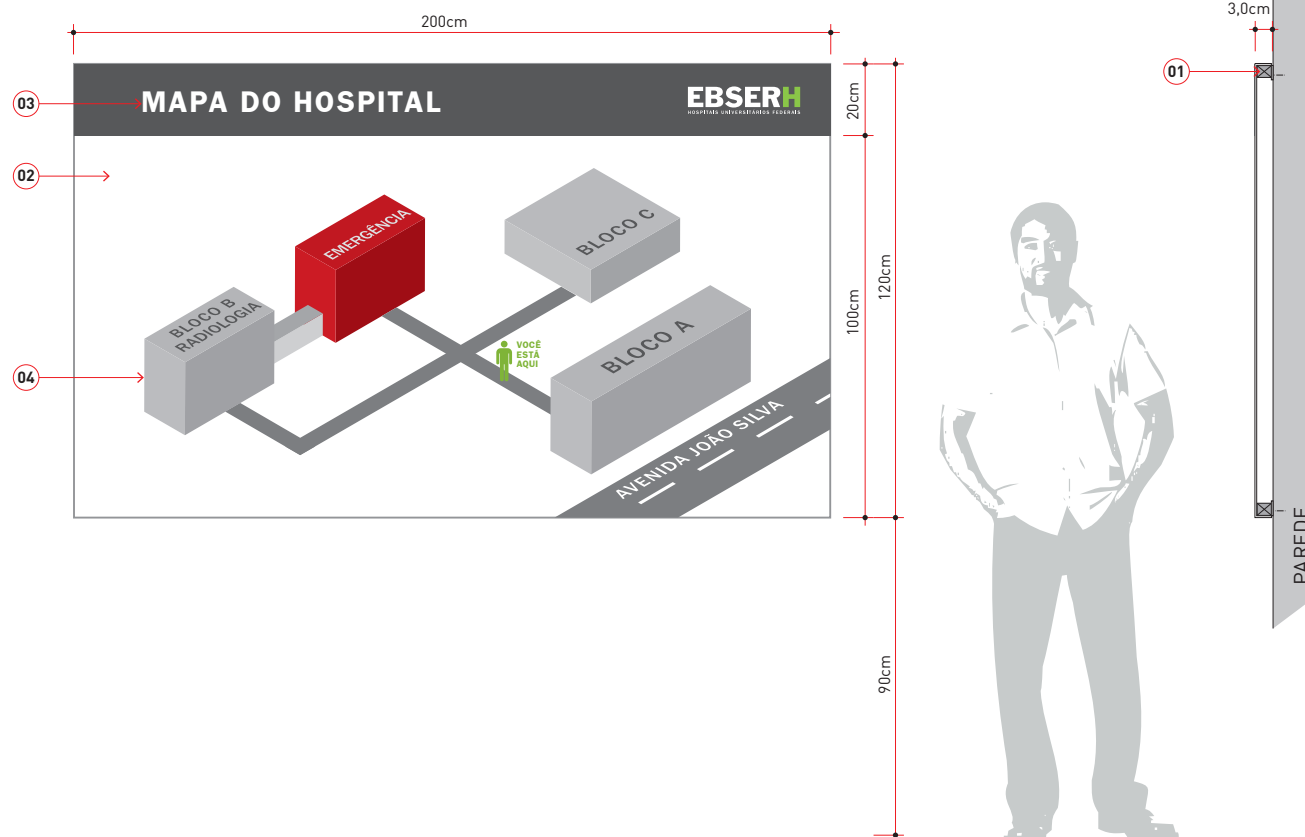 200cm
3,0cm
01
03
MAPA DO HOSPITAL
EBSERH
HOSPITAIS UNIVERSITÁRIOS FEDERAIS
20cm
02
EMERGÊNCIA
BLOCO C
120cm
100cm
BLOCO B
RADIOLOGIA
VOCÊ
ESTÁ
AQUI
BLOCO A
04
AVENIDA JOÃO SILVA
PAREDE
90cm